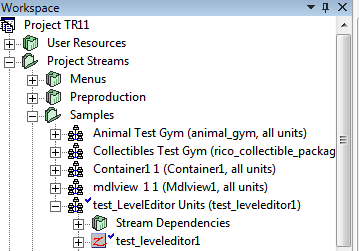 Workspace
Project TR11
User Resources
Project Streams
Menus
Preproduction
Samples
Animal Test Gym (animal_gym, all units)
Collectibles Test Gym (rico_collectible_packag
Container1 1 (Container1, all units)
mdlview 1 1 (Mdlview1, all units)
test_LevelEditor Units (test_leveleditor1)
Stream Dependencies
test_leveleditor1